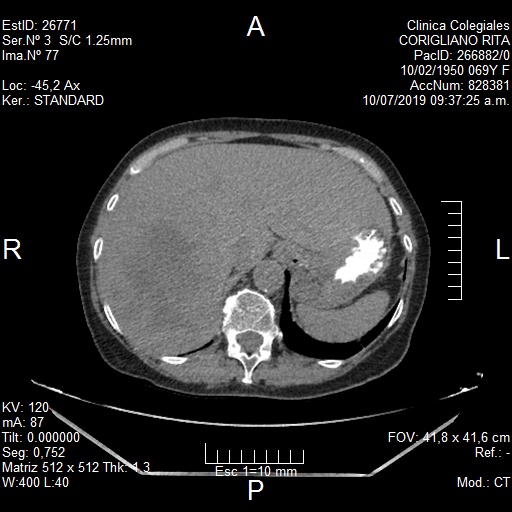 EstID: 26771
Ser.Nº 3 S/C 1.25mm
Ima.Nº 77
Loc: -45,2 Ax
Ker.: STANDARD
A
Clinica Colegiales
CORIGLIANO RITA
PacID: 266882/0
10/02/1950 069Y F
AccNum: 828381
10/07/2019 09:37:25 a.m.
R
L
KV: 120
mA: 87
Tilt: 0.000000
Seg: 0,752
Matriz 512 x 512 Thk: 1.3
W:400 L:40
Esc 1=10 mm
P
FOV: 41,8 x 41,6 cm
Ref.: -
Mod.: CT